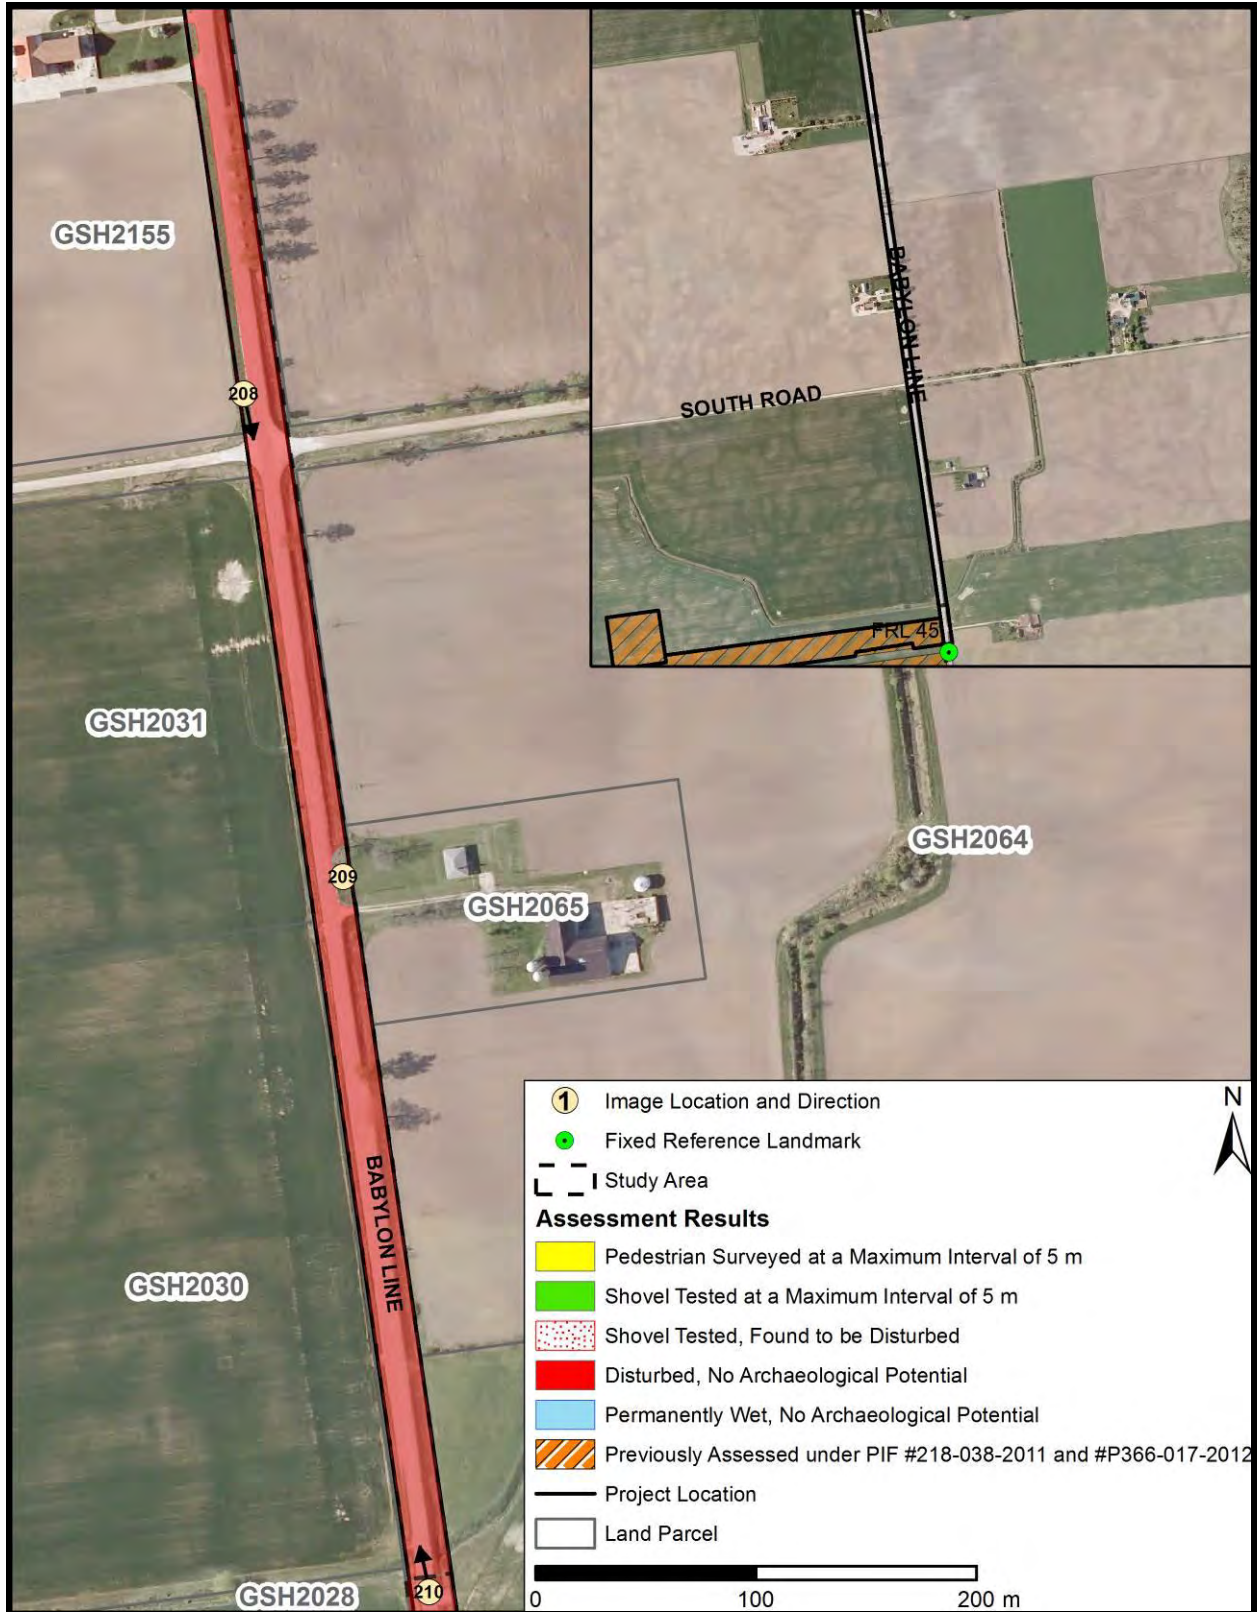 GSH2155
208
BABYLON LINE
SOUTH ROAD
FRL 45
GSH2031
GSH2064
209
GSH2065
BABYLON LINE
GSH2030
210
GSH2028
1 Image Location and Direction
N
Fixed Reference Landmark
Study Area
Assessment Results
Pedestrian Surveyed at a Maximum Interval of 5 m
Shovel Tested at a Maximum Interval of 5 m
Shovel Tested, Found to be Disturbed
Disturbed, No Archaeological Potential
Permanently Wet, No Archaeological Potential
Previously Assessed under PIF #218-038-2011 and #P366-017-2012
Project Location
Land Parcel
0 100 200 m